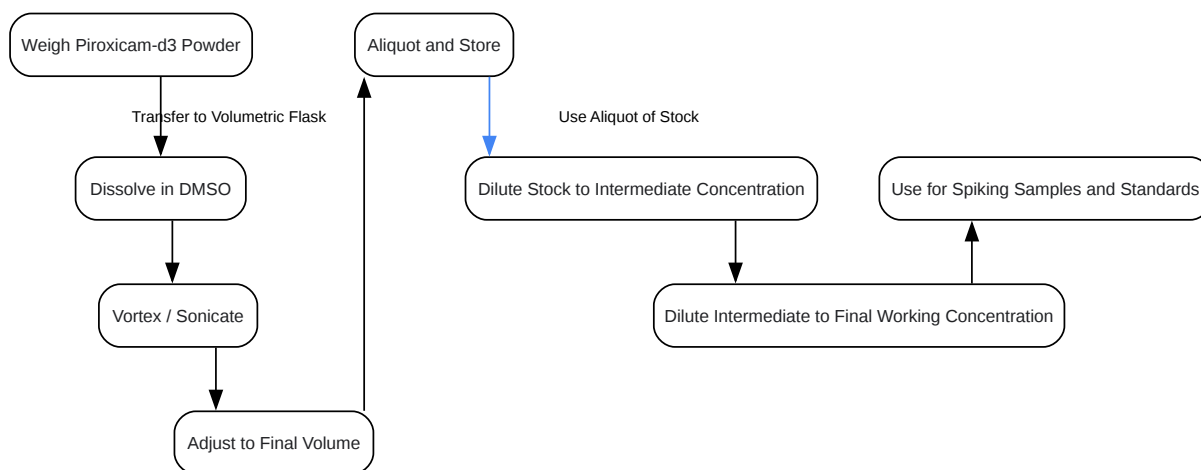 Weigh Piroxicam-d3 Powder
Transfer to Volumetric Flask
Dissolve in DMSO
Vortex / Sonicate
Adjust to Final Volume
Aliquot and Store
Use Aliquot of Stock
Dilute Stock to Intermediate Concentration
Dilute Intermediate to Final Working Concentration
Use for Spiking Samples and Standards